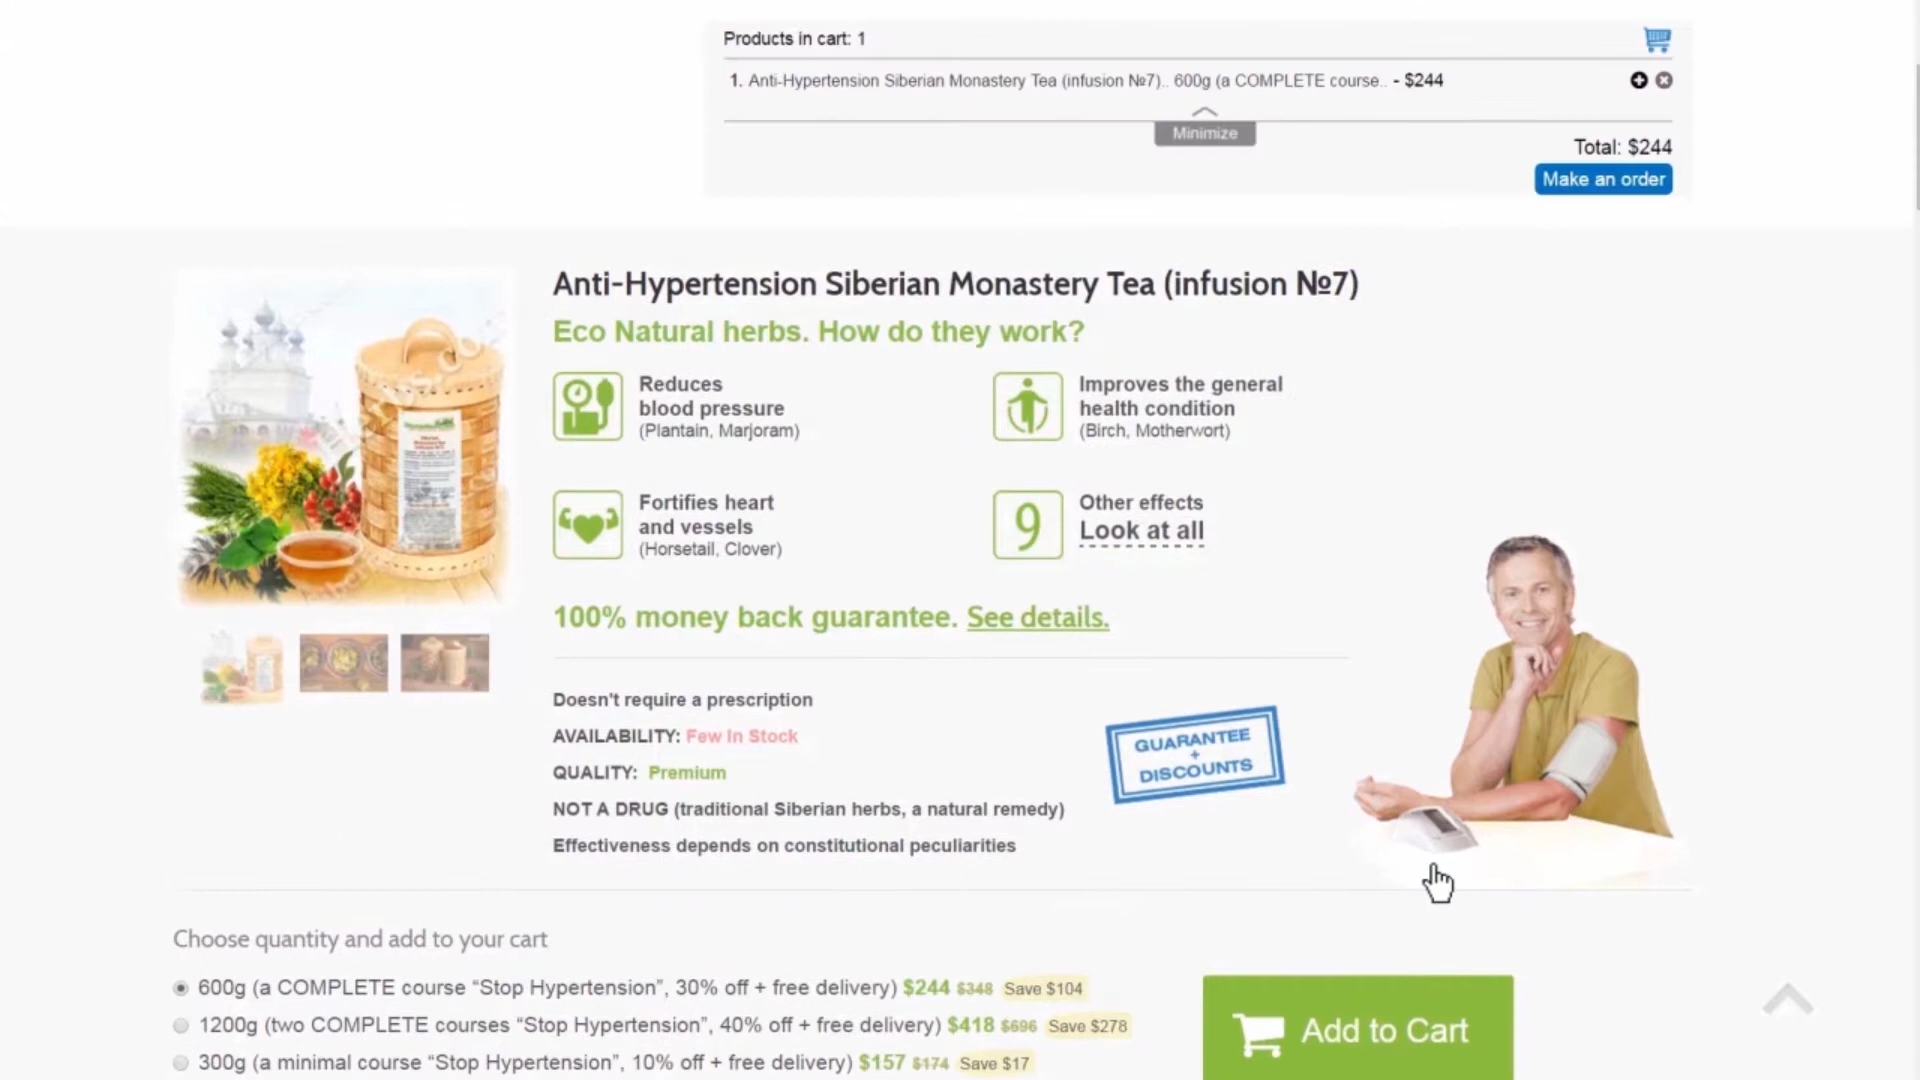 Products in cart: 1
1. Anti-Hypertension Siberian Monastery Tea (infusion №7).. 600g (a COMPLETE course.. - $244
Minimize
Total: $244
Make an order
Anti-Hypertension Siberian Monastery Tea (infusion №7)
Eco Natural herbs. How do they work?
Reduces
blood pressure
(Plantain, Marjoram)
Improves the general
health condition
(Birch, Motherwort)
Fortifies heart
and vessels
(Horsetail, Clover)
9
Other effects
Look at all
100% money back guarantee. See details.
Doesn't require a prescription
AVAILABILITY: Few In Stock
QUALITY: Premium
NOT A DRUG (traditional Siberian herbs, a natural remedy)
Effectiveness depends on constitutional peculiarities
GUARANTEE
+
DISCOUNTS
Choose quantity and add to your cart
600g (a COMPLETE course “Stop Hypertension”, 30% off + free delivery) $244 $348 Save $104
1200g (two COMPLETE courses “Stop Hypertension”, 40% off + free delivery) $418 $696 Save $278
300g (a minimal course “Stop Hypertension”, 10% off + free delivery) $157 $174 Save $17
Add to Cart